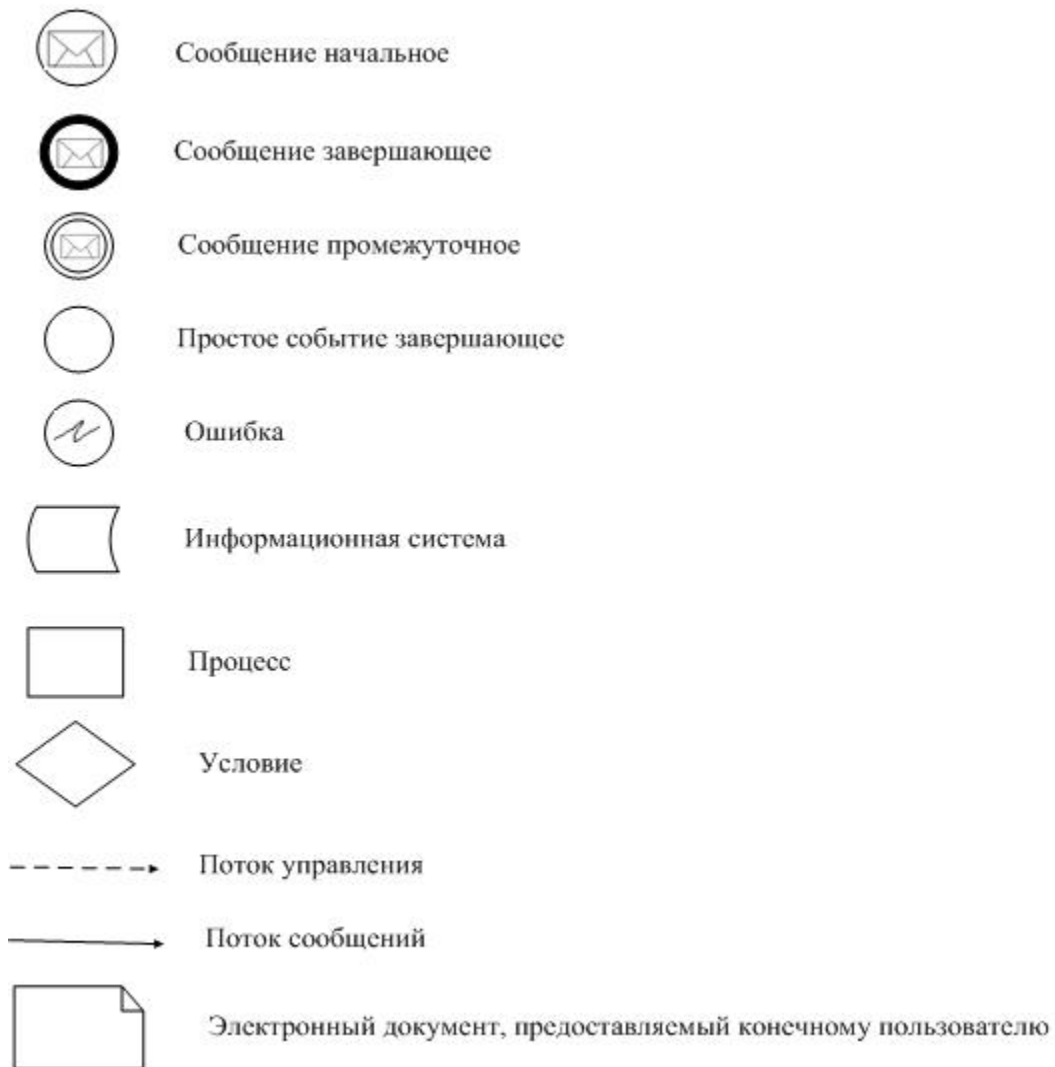 Сообщение начальное
Сообщение завершающее
Сообщение промежуточное
Простое событие завершающее
Ошибка
Информационная система
Процесс
Условие
Поток управления
Поток сообщений
Электронный документ, предоставляемый конечному пользователю